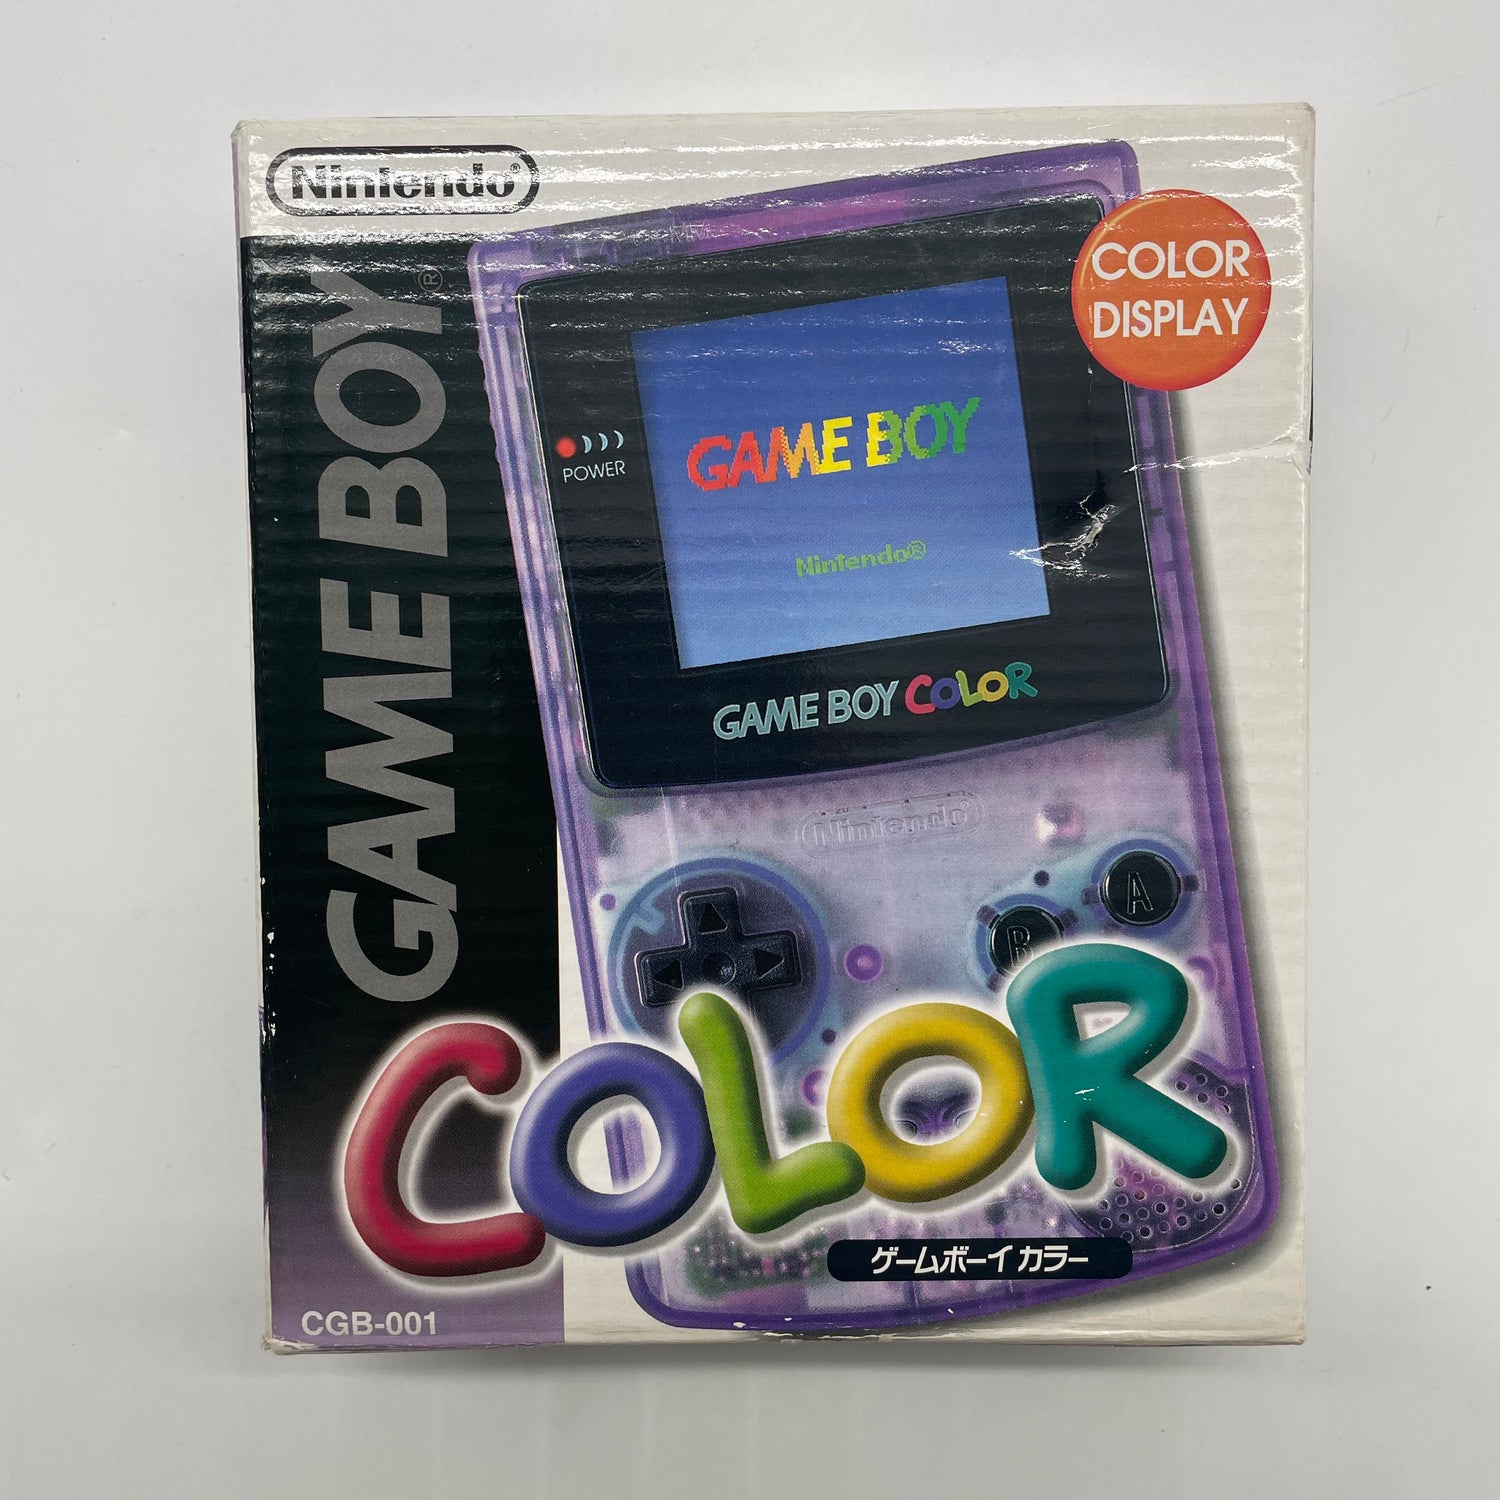 Nintendo®
GAME BOY®
COLOR
DISPLAY
POWER
GAME BOY
Nintendo®
GAME BOY COLOR
Nintendo®
A
B
COLOR
ゲームボーイ カラー
CGB-001